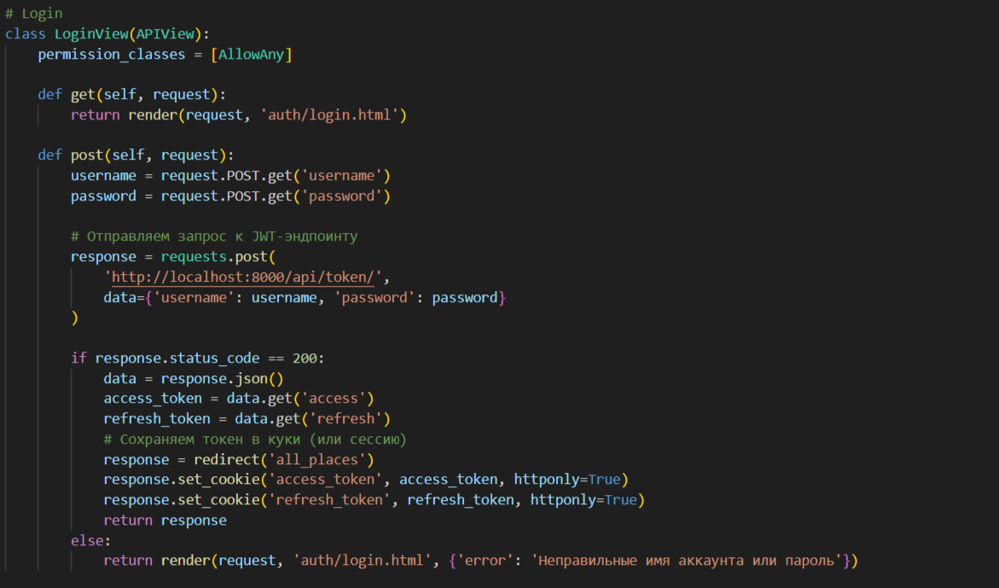 # Login
class LoginView(APIView):
    permission_classes = [AllowAny]

    def get(self, request):
        return render(request, 'auth/login.html')

    def post(self, request):
        username = request.POST.get('username')
        password = request.POST.get('password')

        # Отправляем запрос к JWT-эндпоинту
        response = requests.post(
            'http://localhost:8000/api/token/',
            data={'username': username, 'password': password}
        )

        if response.status_code == 200:
            data = response.json()
            access_token = data.get('access')
            refresh_token = data.get('refresh')
            # Сохраняем токен в куки (или сессию)
            response = redirect('all_places')
            response.set_cookie('access_token', access_token, httponly=True)
            response.set_cookie('refresh_token', refresh_token, httponly=True)
            return response
        else:
            return render(request, 'auth/login.html', {'error': 'Неправильные имя аккаунта или пароль'})